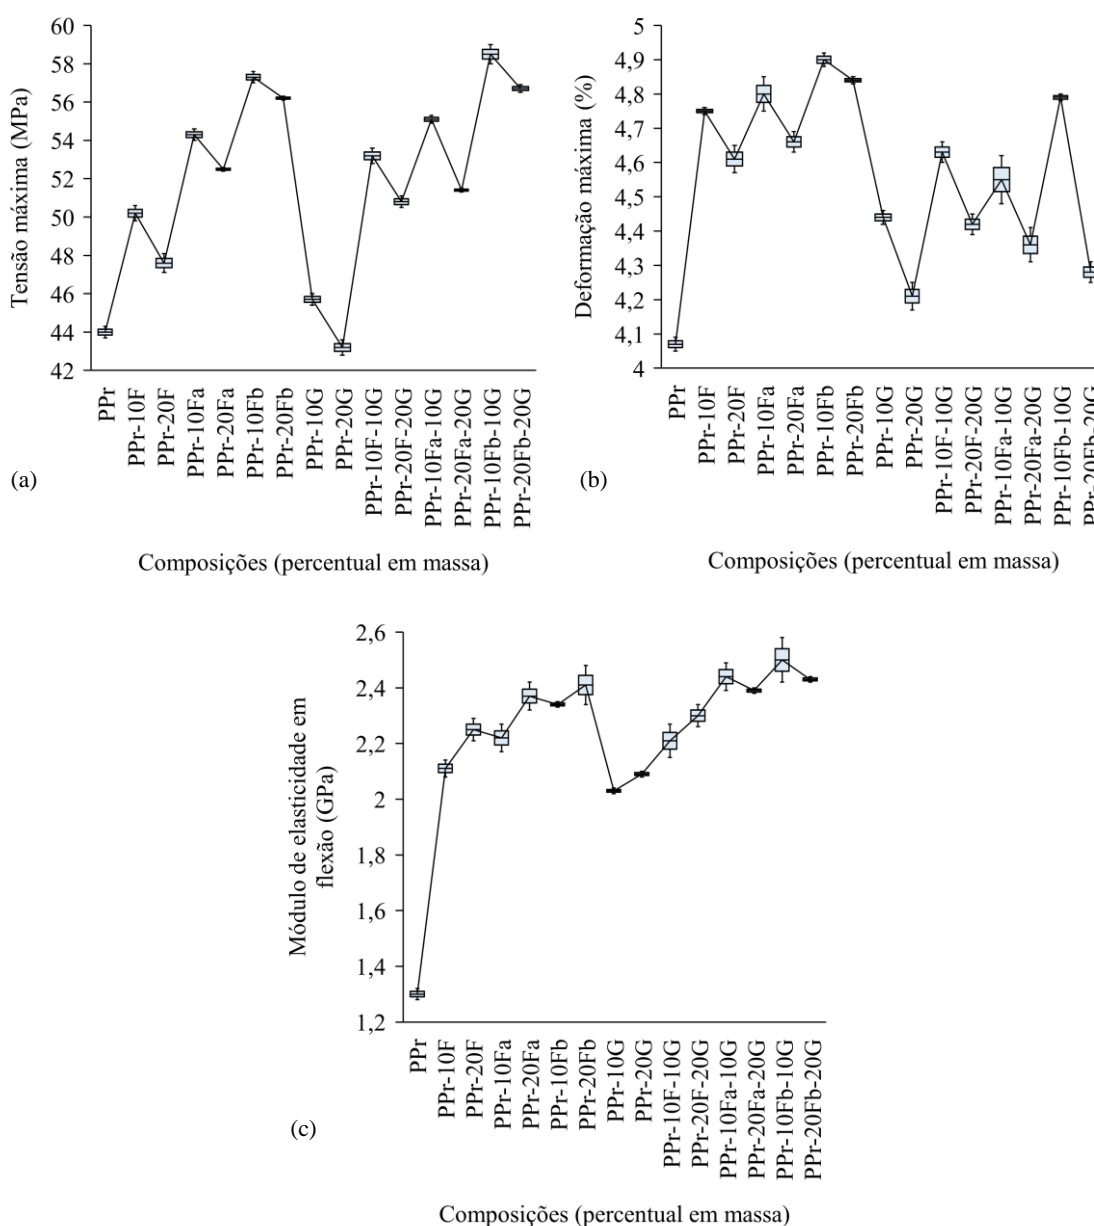 Tensão máxima (MPa)
60
58
56
54
52
50
48
46
44
42
PPr
PPr-10F
PPr-20F
PPr-10Fa
PPr-20Fa
PPr-10Fb
PPr-20Fb
PPr-10G
PPr-20G
PPr-10F-10G
PPr-20F-20G
PPr-10Fa-10G
PPr-20Fa-20G
PPr-10Fb-10G
PPr-20Fb-20G
(a)
Composições (percentual em massa)
Deformação máxima (%)
5
4,9
4,8
4,7
4,6
4,5
4,4
4,3
4,2
4,1
4
PPr
PPr-10F
PPr-20F
PPr-10Fa
PPr-20Fa
PPr-10Fb
PPr-20Fb
PPr-10G
PPr-20G
PPr-10F-10G
PPr-20F-20G
PPr-10Fa-10G
PPr-20Fa-20G
PPr-10Fb-10G
PPr-20Fb-20G
(b)
Composições (percentual em massa)
Módulo de elasticidade em
flexão (GPa)
2,6
2,4
2,2
2
1,8
1,6
1,4
1,2
PPr
PPr-10F
PPr-20F
PPr-10Fa
PPr-20Fa
PPr-10Fb
PPr-20Fb
PPr-10G
PPr-20G
PPr-10F-10G
PPr-20F-20G
PPr-10Fa-10G
PPr-20Fa-20G
PPr-10Fb-10G
PPr-20Fb-20G
(c)
Composições (percentual em massa)